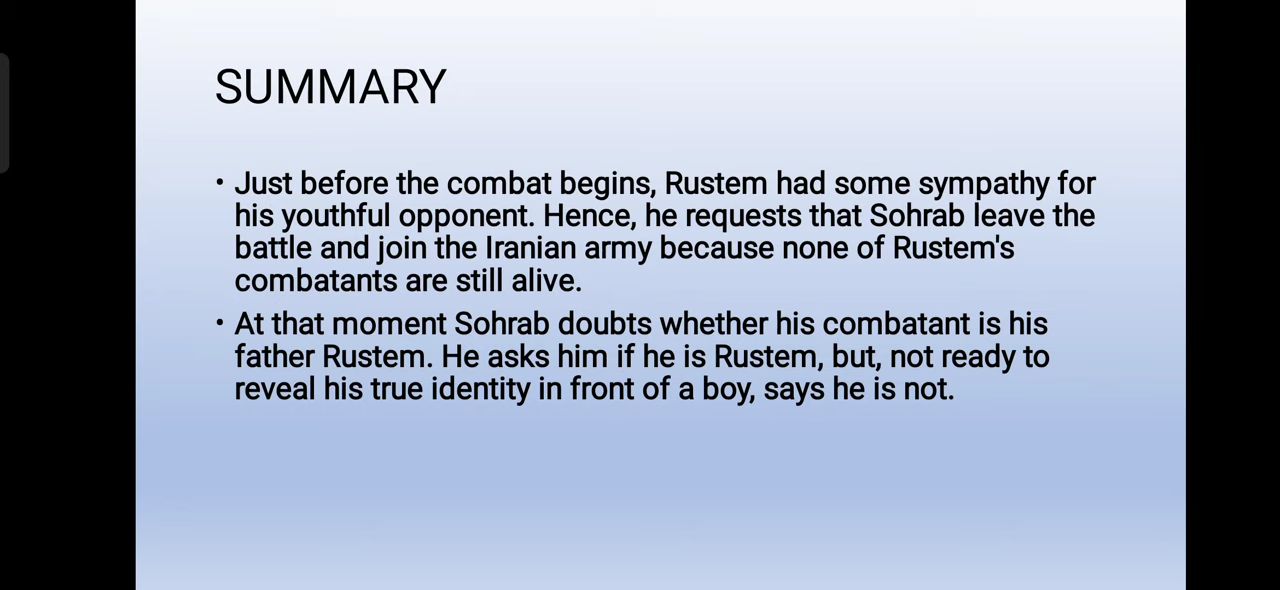 SUMMARY
• Just before the combat begins, Rustem had some sympathy for
his youthful opponent. Hence, he requests that Sohrab leave the
battle and join the Iranian army because none of Rustem's
combatants are still alive.
• At that moment Sohrab doubts whether his combatant is his
father Rustem. He asks him if he is Rustem, but, not ready to
reveal his true identity in front of a boy, says he is not.